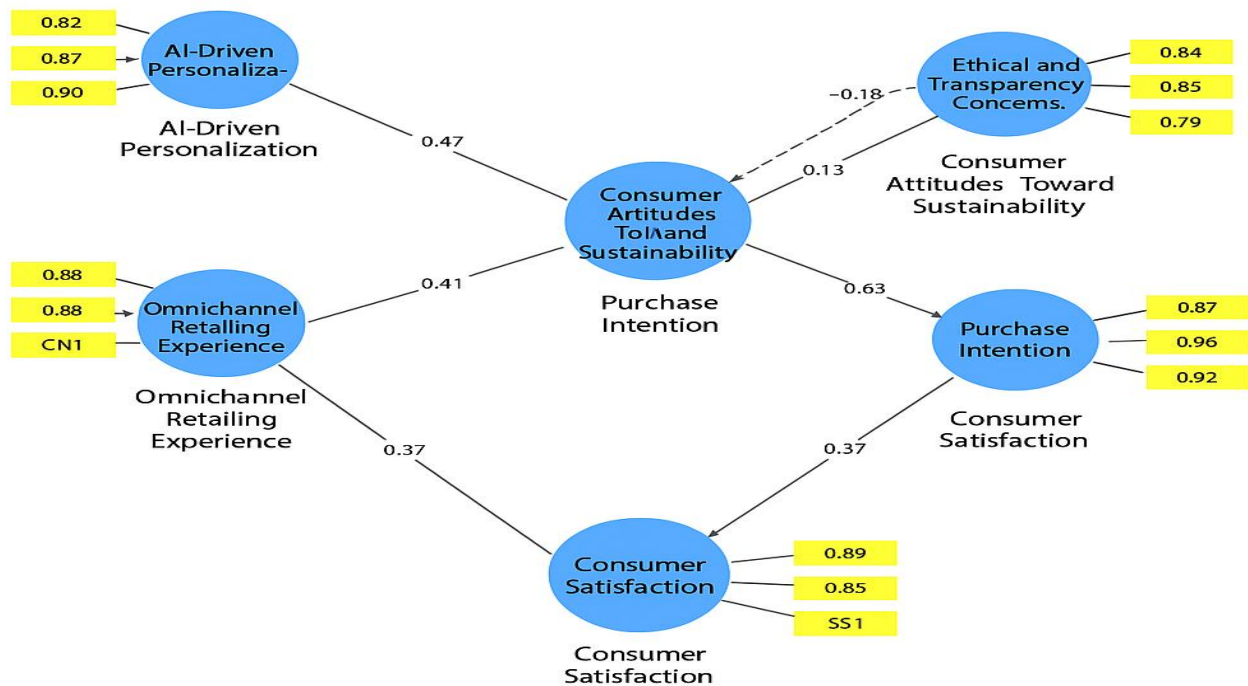 0.82
0.87
0.90
AI-Driven
Personaliza-
AI-Driven
Personalization
0.47
−0.18
0.13
Ethical and
Transparency
Concems.
0.84
0.85
0.79
Consumer
Attitudes Toward
Sustainability
Consumer
Artitudes
Sustainability
Purchase
Intention
0.88
0.88
CN1
Omnichannel
Retalling
Experience
Omnichannel
Retailing
Experience
0.41
0.63
Purchase
Intention
0.87
0.96
0.92
Consumer
Satisfaction
0.37
0.37
Consumer
Satisfaction
0.89
0.85
SS1
Consumer
Satisfaction